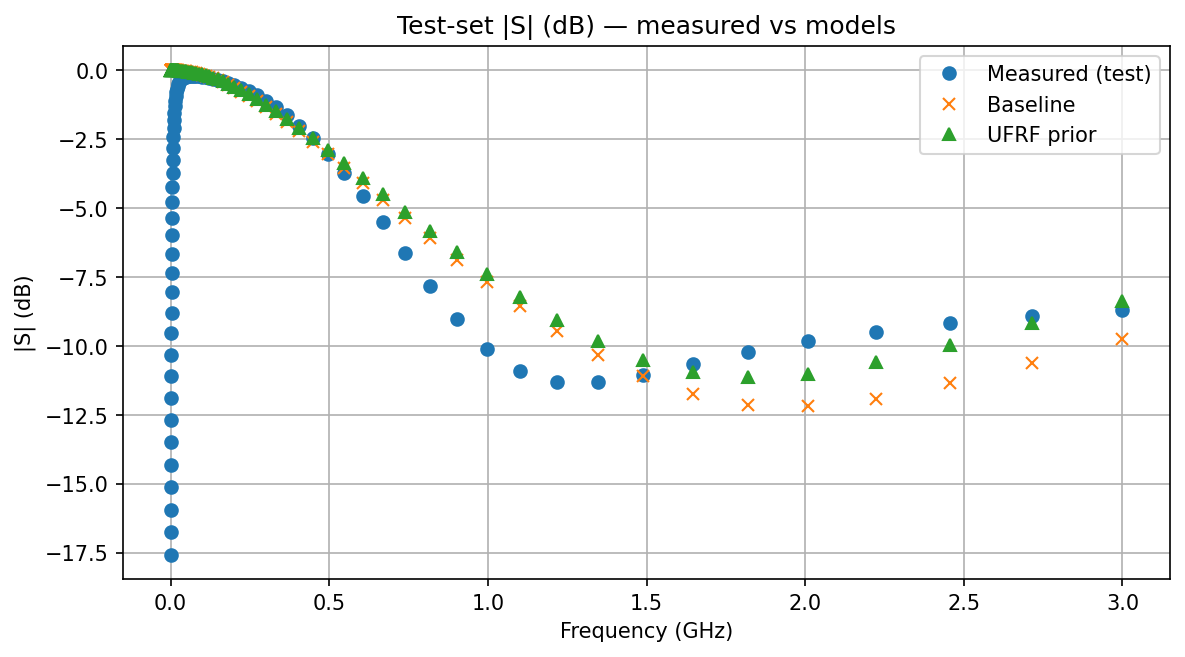 Test-set |S| (dB) — measured vs models
Measured (test)
Baseline
UFRF prior
|S| (dB)
0.0
−2.5
−5.0
−7.5
−10.0
−12.5
−15.0
−17.5
0.0 0.5 1.0 1.5 2.0 2.5 3.0
Frequency (GHz)